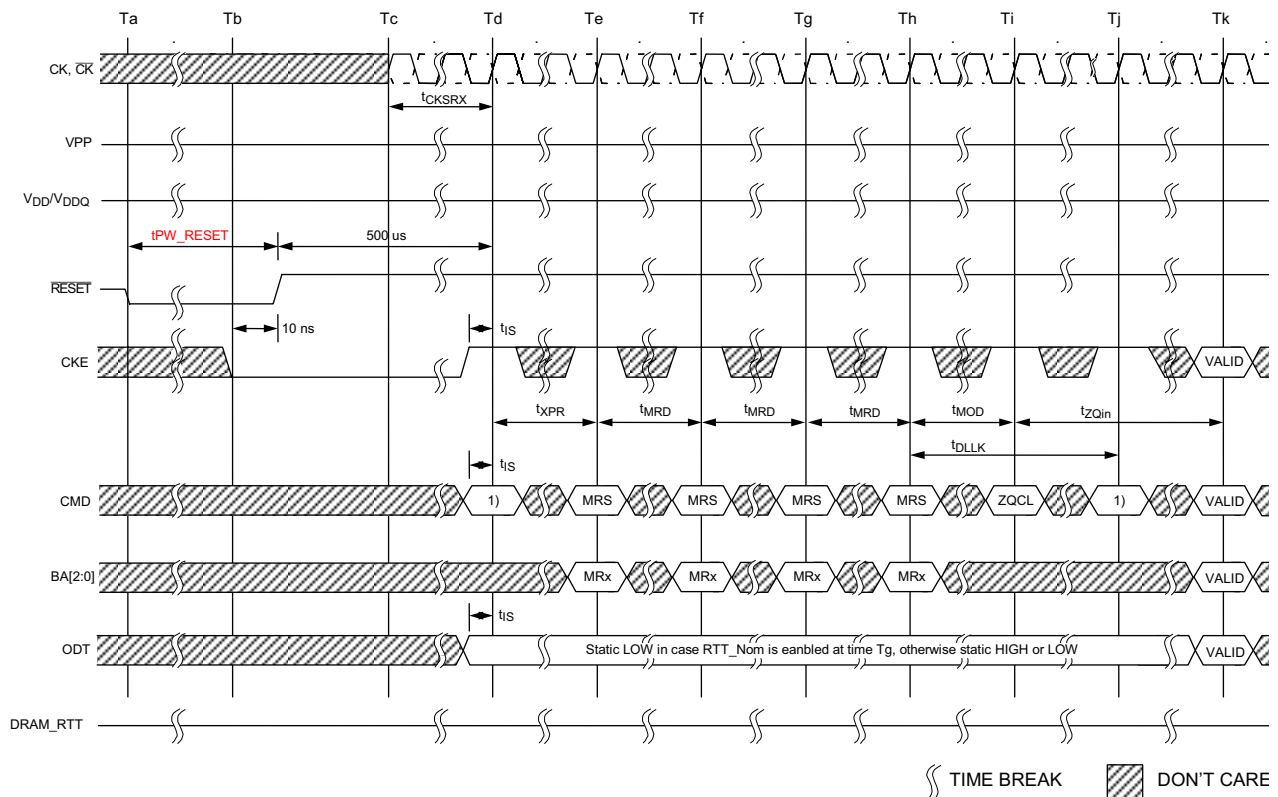 Ta Tb Tc Td Te Tf Tg Th Ti Tj Tk
CK, CK
tCKSRX
VPP
VDD/VDDQ
tPW_RESET 500 us
RESET
10 ns tIS
CKE VALID
tXPR tMRD tMRD tMRD tMOD tZQin
tDLLK
tIS
CMD 1) MRS MRS MRS MRS ZQCL 1) VALID
BA[2:0] MRx MRx MRx MRx VALID
tIS
ODT Static LOW in case RTT_Nom is eanbled at time Tg, otherwise static HIGH or LOW VALID
DRAM_RTT
TIME BREAK DON'T CARE